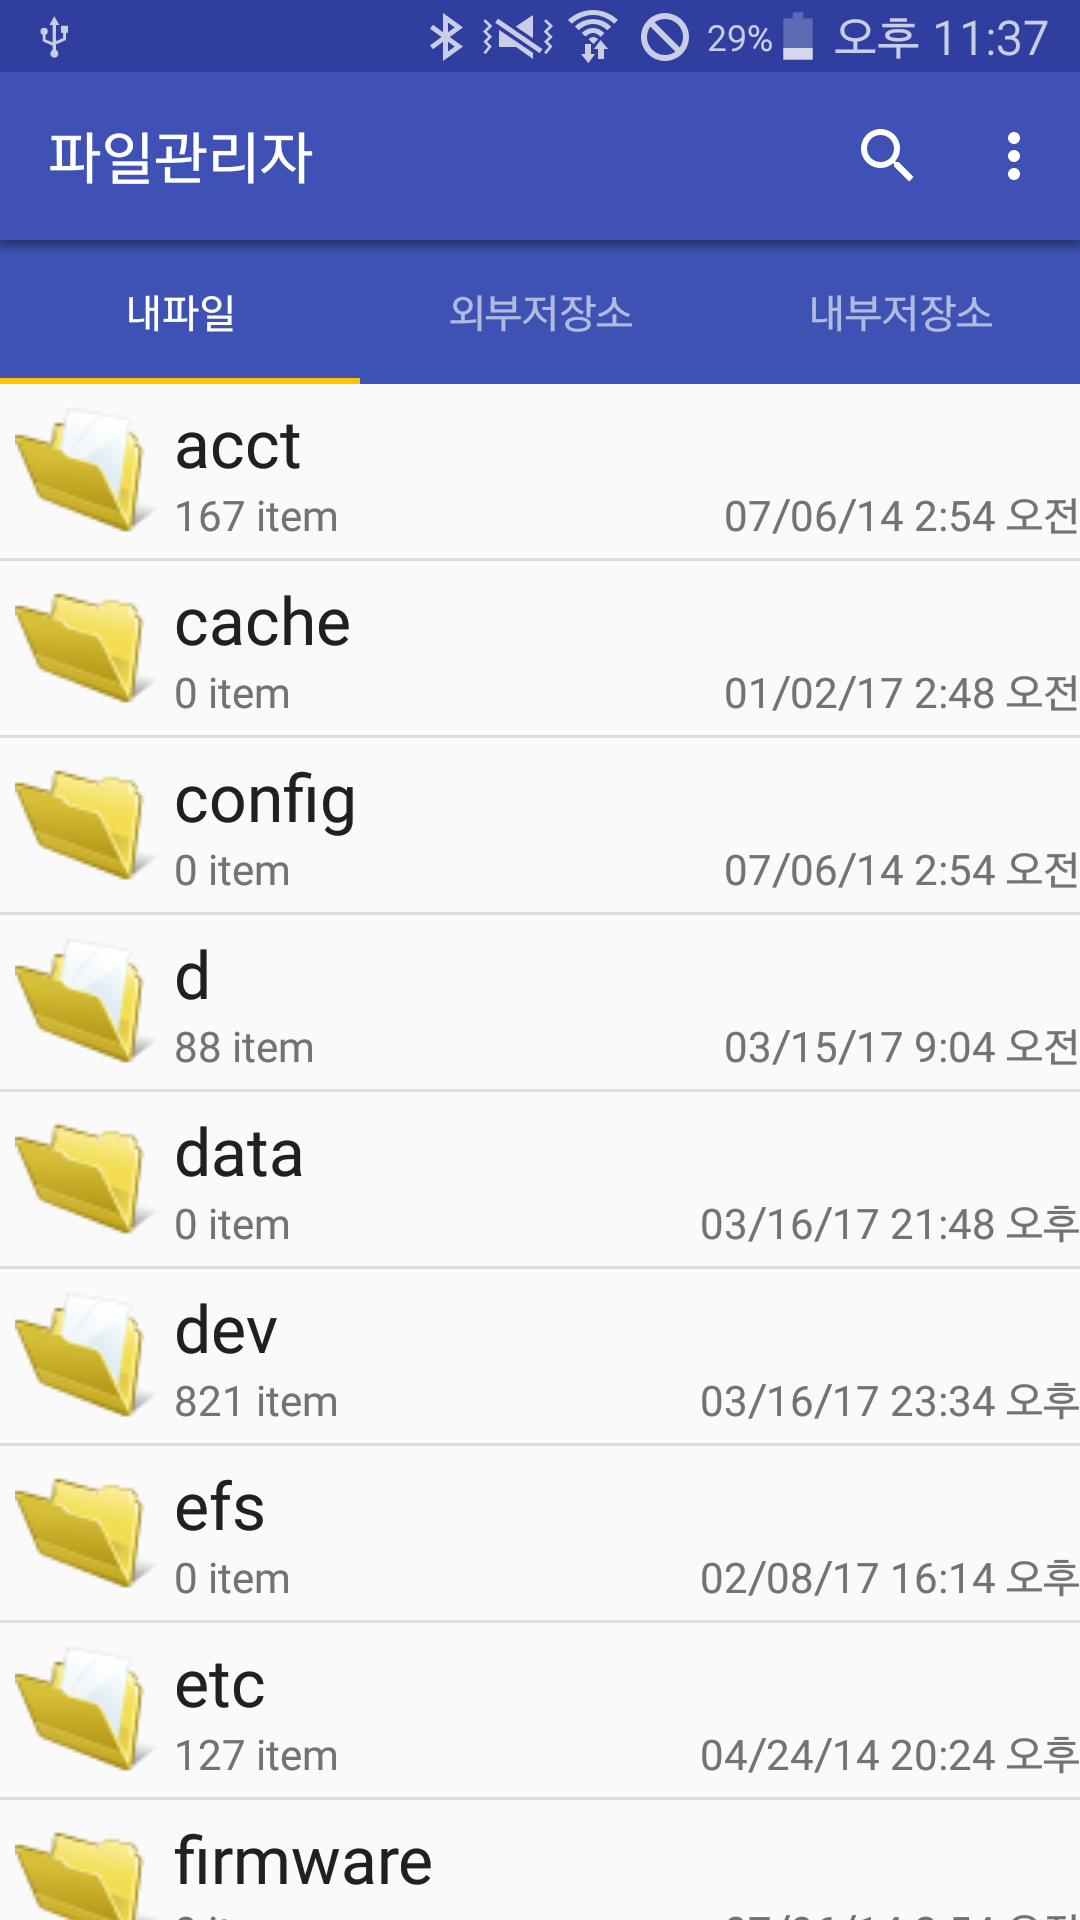 29% 오후 11:37
파일관리자
내파일 외부저장소 내부저장소
acct
167 item 07/06/14 2:54 오전
cache
0 item 01/02/17 2:48 오전
config
0 item 07/06/14 2:54 오전
d
88 item 03/15/17 9:04 오전
data
0 item 03/16/17 21:48 오후
dev
821 item 03/16/17 23:34 오후
efs
0 item 02/08/17 16:14 오후
etc
127 item 04/24/14 20:24 오후
firmware